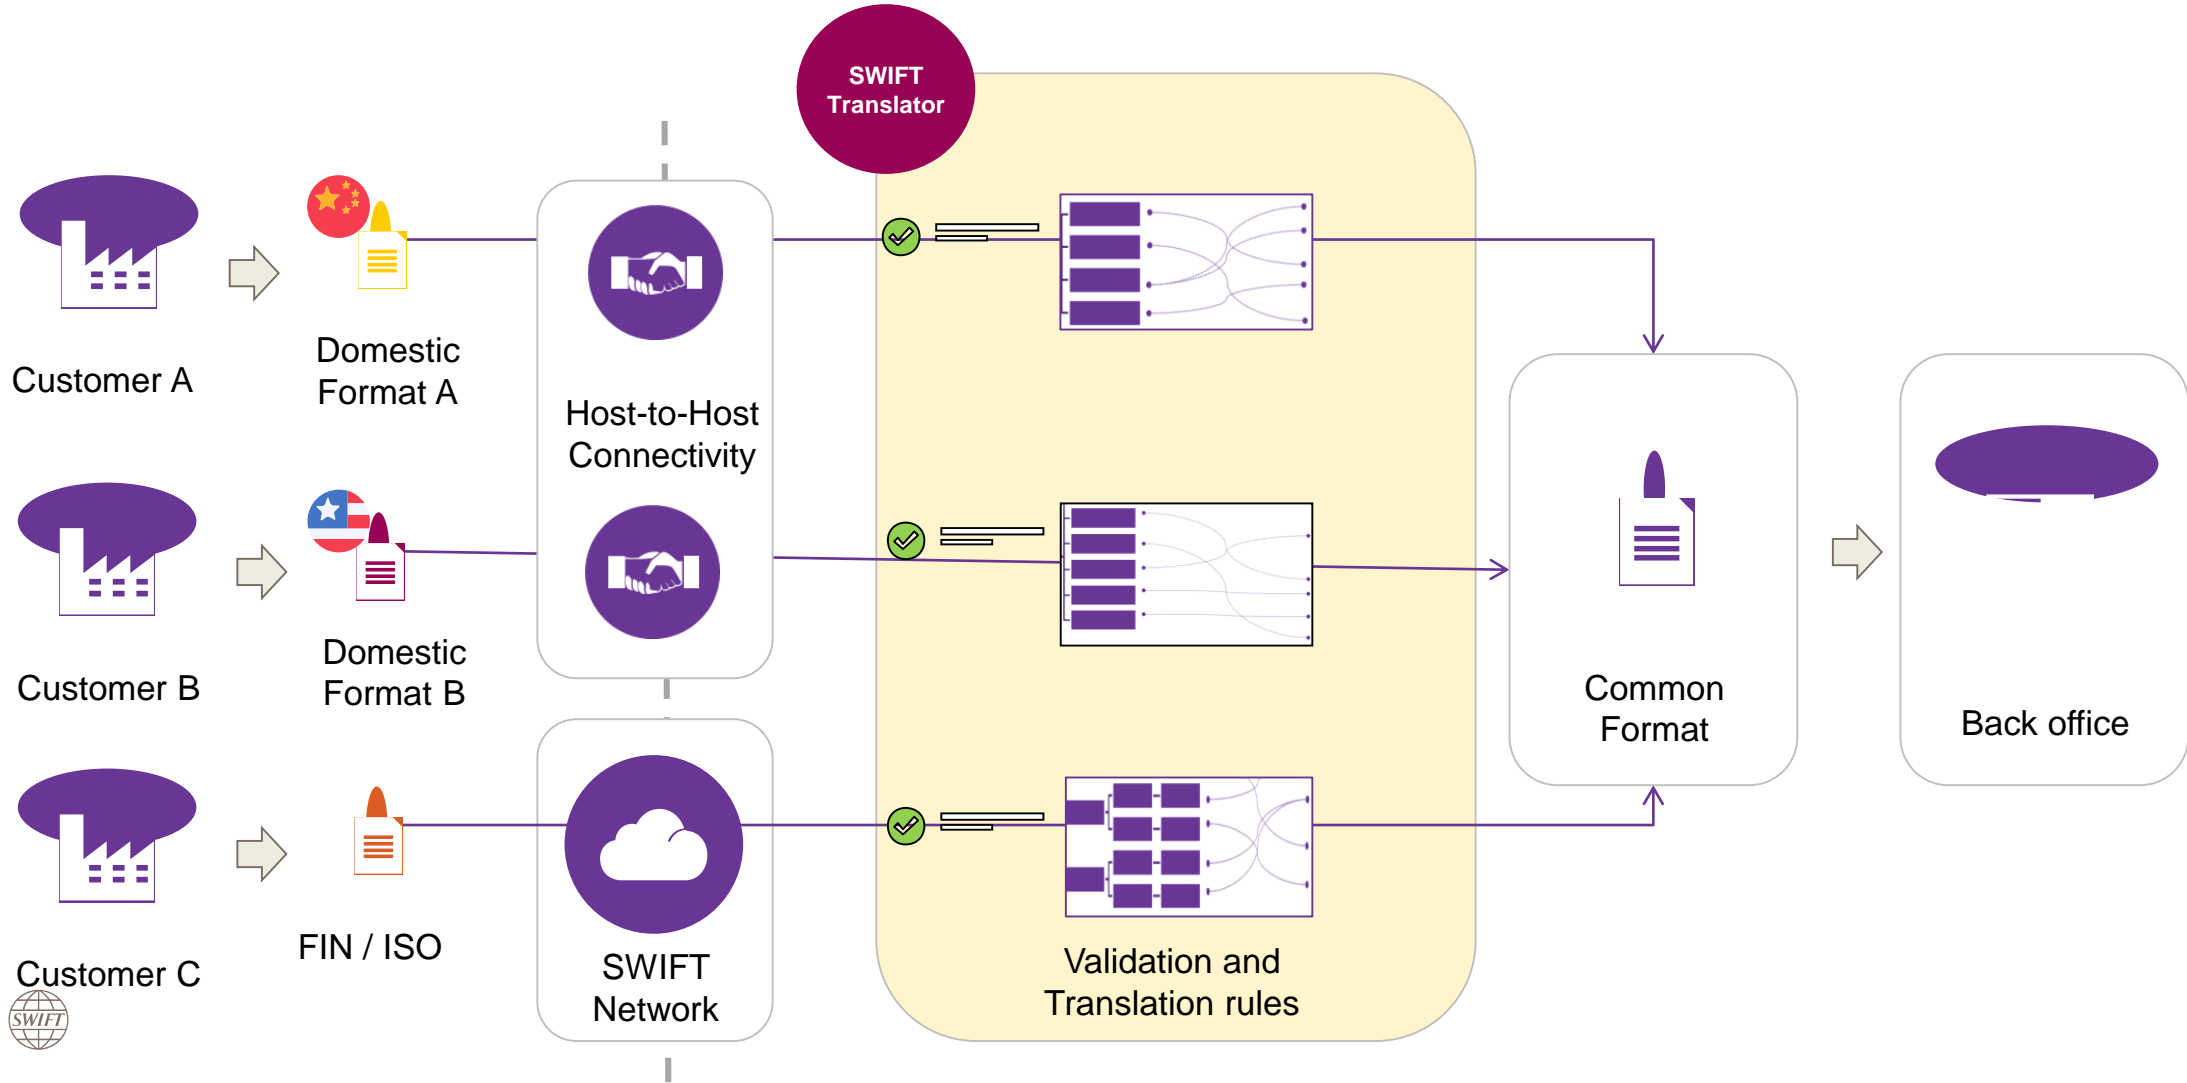 SWIFT
Translator
Customer A
Domestic
Format A
Host-to-Host
Connectivity
Customer B
Domestic
Format B
Common
Format
Back office
Customer C
FIN / ISO
SWIFT
Network
Validation and
Translation rules
SWIFT